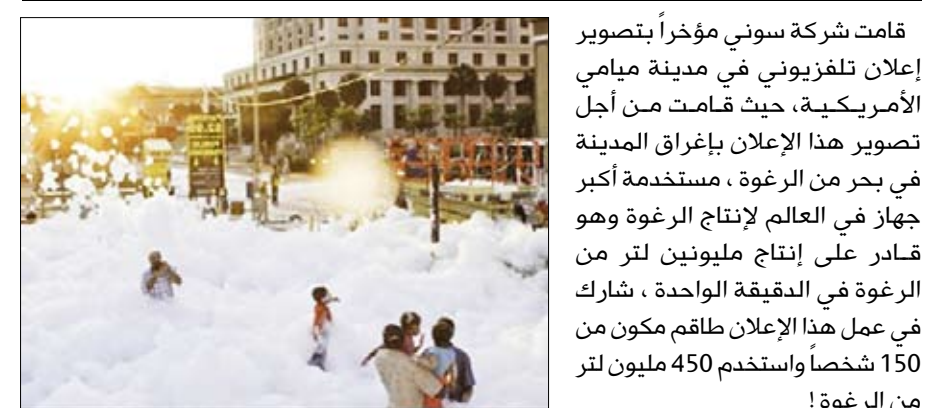 قامت شركة سوني مؤخراً بتصوير
إعلان تلفزيوني في مدينة ميامي
الأمريكية، حيث قامت من أجل
تصوير هذا الإعلان بإغراق المدينة
في بحر من الرغوة ، مستخدمة أكبر
جهاز في العالم لإنتاج الرغوة وهو
قادر على إنتاج مليونين لتر من
الرغوة في الدقيقة الواحدة ، شارك
في عمل هذا الإعلان طاقم مكون من
150 شخصاً واستخدم 450 مليون لتر
من الرغوة !